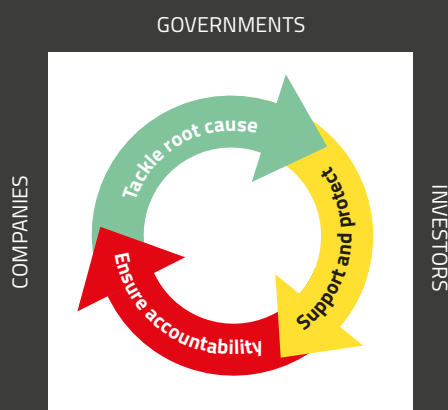 GOVERNMENTS
COMPANIES
Tackle root cause
Support and protect
Ensure accountability
INVESTORS